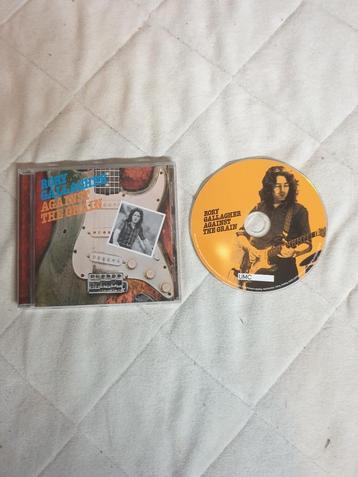 RORY
GALLAGHER
AGAINST
THE GRAIN
RORY
GALLAGHER
AGAINST
THE GRAIN
UMC